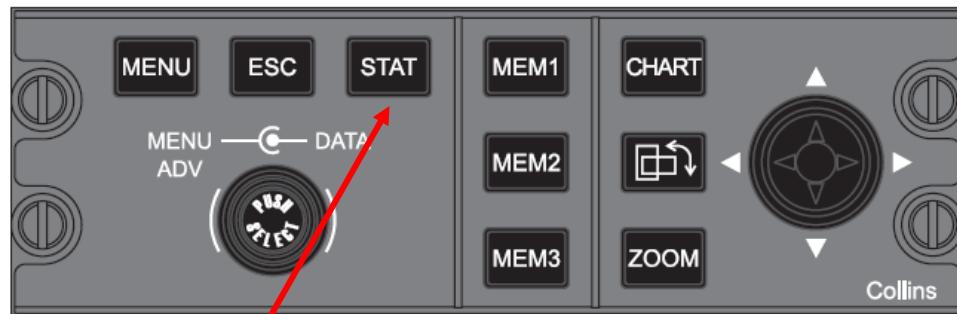 MENU ESC STAT MEM1 CHART
MENU DATA
ADV
PUSH
SELECT
MEM2
MEM3 ZOOM
Collins